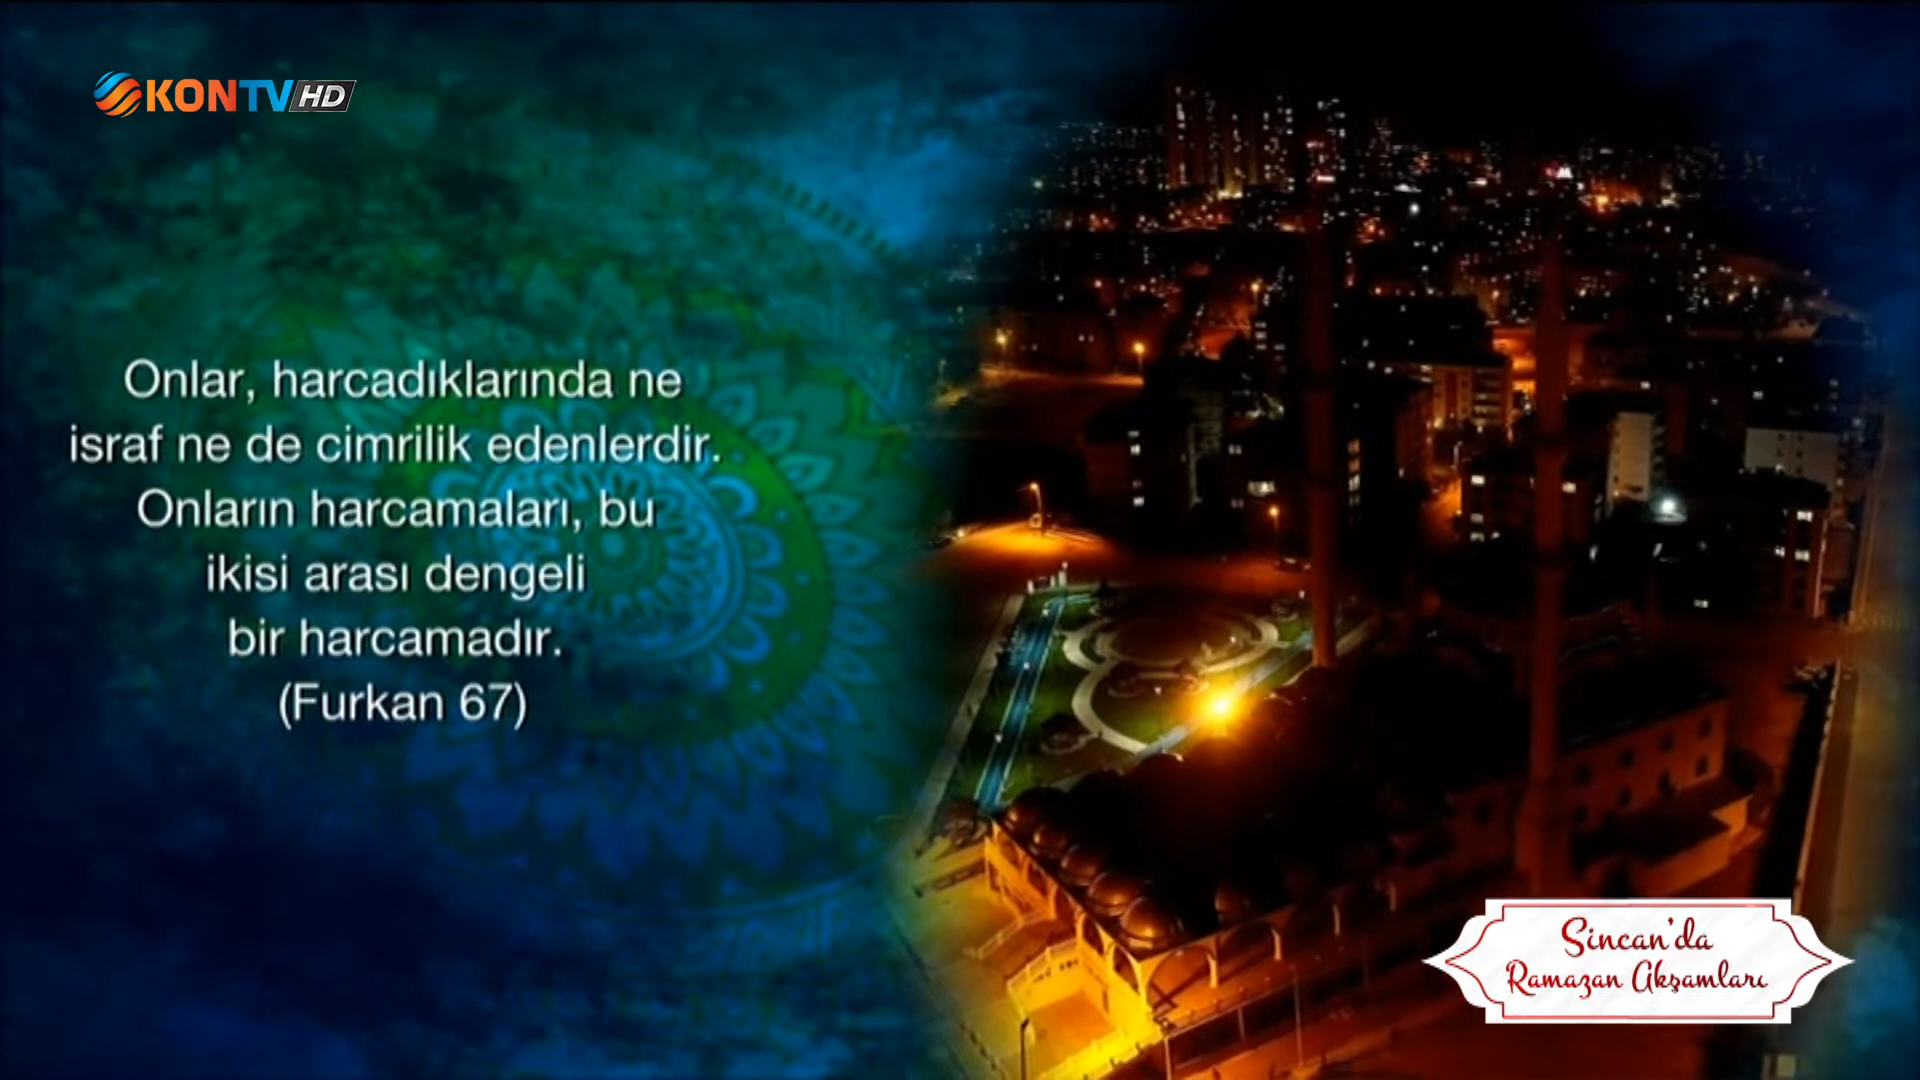 KONTV HD
Onlar, harcadıklarında ne
israf ne de cimrilik edenlerdir.
Onların harcamaları, bu
ikisi arası dengeli
bir harcamadır.
(Furkan 67)
Sincan'da
Ramazan Akşamları